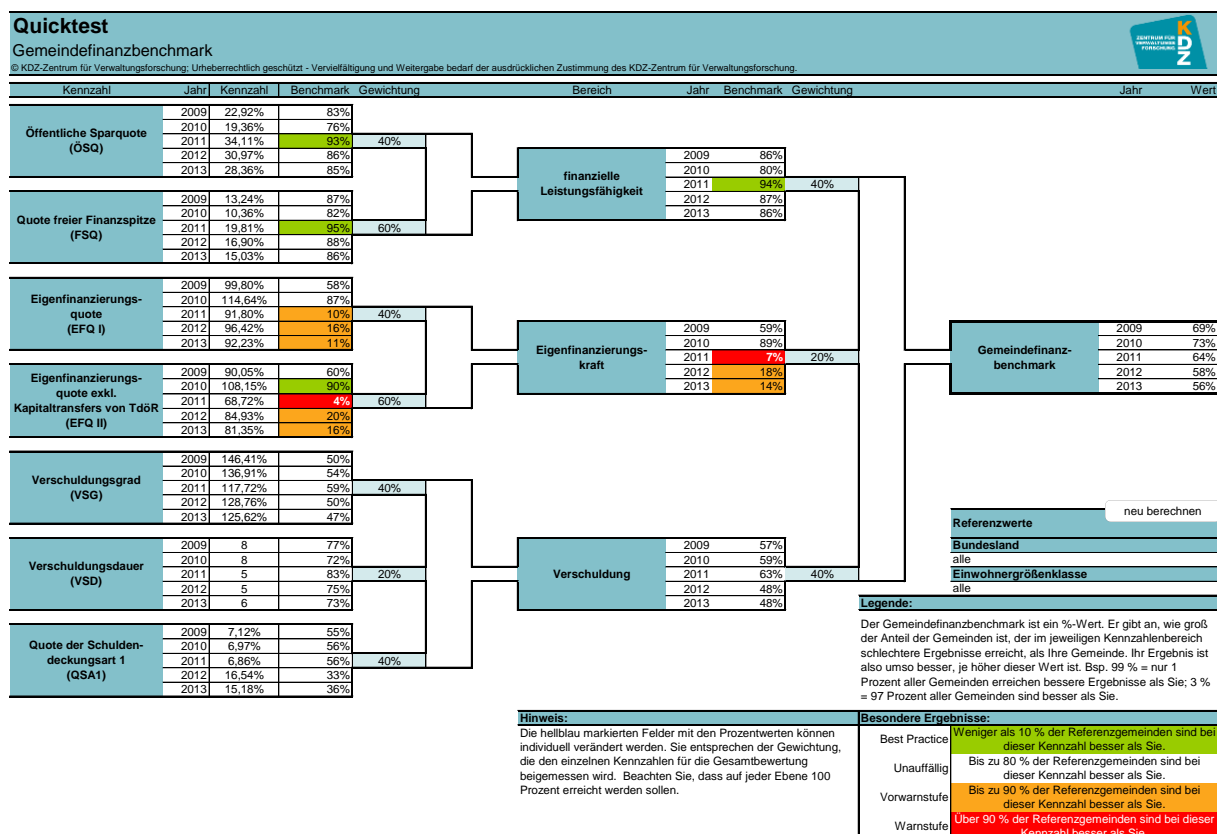 Quicktest
Gemeindefinanzbenchmark
© KDZ-Zentrum für Verwaltungsforschung; Urheberrechtlich geschützt - Vervielfältigung und Weitergabe bedarf der ausdrücklichen Zustimmung des KDZ-Zentrum für Verwaltungsforschung.
ZENTRUM FÜR
VERWALTUNGS
FORSCHUNG
KDZ
Kennzahl Jahr Kennzahl Benchmark Gewichtung Bereich Jahr Benchmark Gewichtung Jahr Wert
Öffentliche Sparquote
(ÖSQ)
2009 22,92% 83%
2010 19,36% 76%
2011 34,11% 93% 40%
2012 30,97% 86%
2013 28,36% 85%
Quote freier Finanzspitze
(FSQ)
2009 13,24% 87%
2010 10,36% 82%
2011 19,81% 95% 60%
2012 16,90% 88%
2013 15,03% 86%
finanzielle
Leistungsfähigkeit
2009 86%
2010 80%
2011 94% 40%
2012 87%
2013 86%
Eigenfinanzierungs-
quote
(EFQ I)
2009 99,80% 58%
2010 114,64% 87%
2011 91,80% 10% 40%
2012 96,42% 16%
2013 92,23% 11%
Eigenfinanzierungs-
quote exkl.
Kapitaltransfers von TdöR
(EFQ II)
2009 90,05% 60%
2010 108,15% 90%
2011 68,72% 4% 60%
2012 84,93% 20%
2013 81,35% 16%
Eigenfinanzierungs-
kraft
2009 59%
2010 89%
2011 7% 20%
2012 18%
2013 14%
Gemeindefinanz-
benchmark
2009 69%
2010 73%
2011 64%
2012 58%
2013 56%
Verschuldungsgrad
(VSG)
2009 146,41% 50%
2010 136,91% 54%
2011 117,72% 59% 40%
2012 128,76% 50%
2013 125,62% 47%
Verschuldungsdauer
(VSD)
2009 8 77%
2010 8 72%
2011 5 83% 20%
2012 5 75%
2013 6 73%
Quote der Schulden-
deckungsart 1
(QSA1)
2009 7,12% 55%
2010 6,97% 56%
2011 6,86% 56% 40%
2012 16,54% 33%
2013 15,18% 36%
Verschuldung
2009 57%
2010 59%
2011 63% 40%
2012 48%
2013 48%
neu berechnen
Referenzwerte
Bundesland
alle
Einwohnergrößenklasse
alle
Legende:
Der Gemeindefinanzbenchmark ist ein %-Wert. Er gibt an, wie groß
der Anteil der Gemeinden ist, der im jeweiligen Kennzahlenbereich
schlechtere Ergebnisse erreicht, als Ihre Gemeinde. Ihr Ergebnis ist
also umso besser, je höher dieser Wert ist. Bsp. 99 % = nur 1
Prozent aller Gemeinden erreichen bessere Ergebnisse als Sie; 3 %
= 97 Prozent aller Gemeinden sind besser als Sie.
Hinweis:
Die hellblau markierten Felder mit den Prozentwerten können
individuell verändert werden. Sie entsprechen der Gewichtung,
die den einzelnen Kennzahlen für die Gesamtbewertung
beigemessen wird. Beachten Sie, dass auf jeder Ebene 100
Prozent erreicht werden sollen.
Besondere Ergebnisse:
Best Practice
Weniger als 10 % der Referenzgemeinden sind bei
dieser Kennzahl besser als Sie.
Unauffällig
Bis zu 80 % der Referenzgemeinden sind bei
dieser Kennzahl besser als Sie.
Vorwarnstufe
Bis zu 90 % der Referenzgemeinden sind bei
dieser Kennzahl besser als Sie.
Warnstufe
Über 90 % der Referenzgemeinden sind bei dieser
Kennzahl besser als Sie.